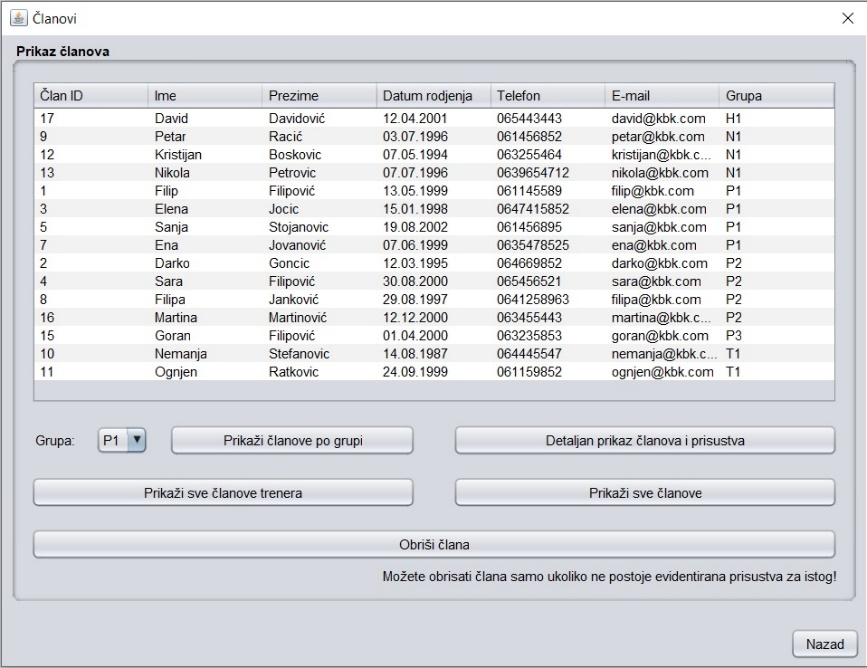 Članovi
Prikaz članova
Član ID Ime Prezime Datum rodjenja Telefon E-mail Grupa
17 David Davidović 12.04.2001 065443443 david@kbk.com H1
9 Petar Racić 03.07.1996 061456852 petar@kbk.com N1
12 Kristijan Boskovic 07.05.1994 063255464 kristijan@kbk.c... N1
13 Nikola Petrovic 07.07.1996 0639654712 nikola@kbk.com N1
1 Filip Filipović 13.05.1999 061145589 filip@kbk.com P1
3 Elena Jocic 15.01.1998 0647415852 elena@kbk.com P1
5 Sanja Stojanovic 19.08.2002 061456895 sanja@kbk.com P1
7 Ena Jovanović 07.06.1999 0635478525 ena@kbk.com P1
2 Darko Goncic 12.03.1995 064669852 darko@kbk.com P2
4 Sara Filipović 30.08.2000 065456521 sara@kbk.com P2
8 Filipa Janković 29.08.1997 0641258963 filipa@kbk.com P2
16 Martina Martinović 12.12.2000 063455443 martina@kbk.c... P2
15 Goran Filipović 01.04.2000 063235853 goran@kbk.com P3
10 Nemanja Stefanovic 14.08.1987 064445547 nemanja@kbk.c... T1
11 Ognjen Ratkovic 24.09.1999 061159852 ognjen@kbk.com T1
Grupa: P1 Prikaži članove po grupi Detaljan prikaz članova i prisustva
Prikaži sve članove trenera Prikaži sve članove
Obriši člana
Možete obrisati člana samo ukoliko ne postoje evidentirana prisustva za istog!
Nazad